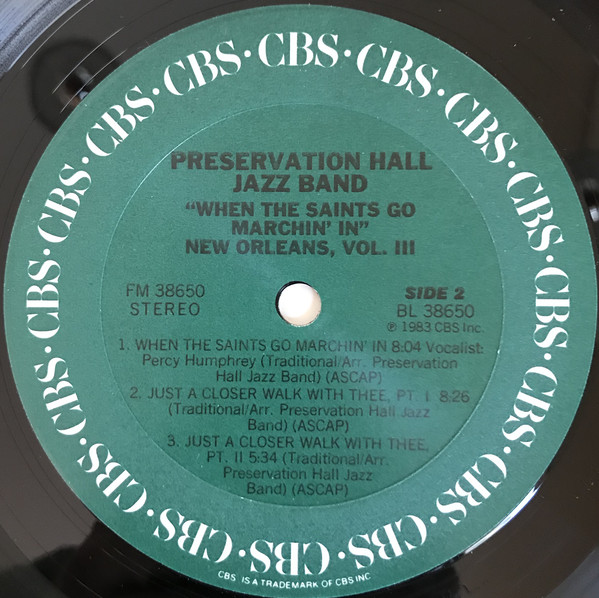 CBS·CBS·CBS·CBS·CBS·CBS·CBS·CBS·CBS·CBS·CBS·CBS·CBS·CBS·CBS·CBS·CBS
PRESERVATION HALL
JAZZ BAND
“WHEN THE SAINTS GO
MARCHIN’ IN”
NEW ORLEANS, VOL. III
FM 38650
STEREO
SIDE 2
BL 38650
℗ 1983 CBS Inc.
1. WHEN THE SAINTS GO MARCHIN’ IN 8:04 Vocalist:
Percy Humphrey (Traditional/Arr. Preservation
Hall Jazz Band) (ASCAP)
2. JUST A CLOSER WALK WITH THEE, PT. I 8:26
(Traditional/Arr. Preservation Hall Jazz
Band) (ASCAP)
3. JUST A CLOSER WALK WITH THEE,
PT. II 5:34 (Traditional/Arr.
Preservation Hall Jazz
Band) (ASCAP)
CBS IS A TRADEMARK OF CBS INC